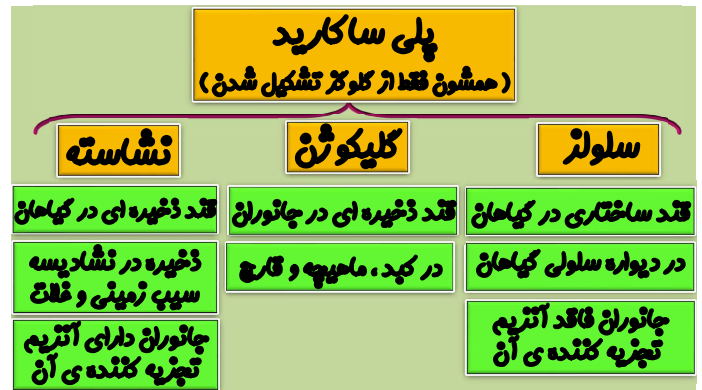 پلی ساکارید
(همشون فقط از گلوکز تشکیل شدن)
سلولز
قند ساختاری در گیاهان
در دیواره سلولی گیاهان
جانوران فاقد آنزیم
تجزیه کننده ی آن
گلیکوژن
قند ذخیره ای در جانوران
در کبد ، ماهیچه و قارچ
نشاسته
قند ذخیره ای در گیاهان
ذخیره در نشادیسه
سیب زمینی و غلات
جانوران دارای آنزیم
تجزیه کننده ی آن